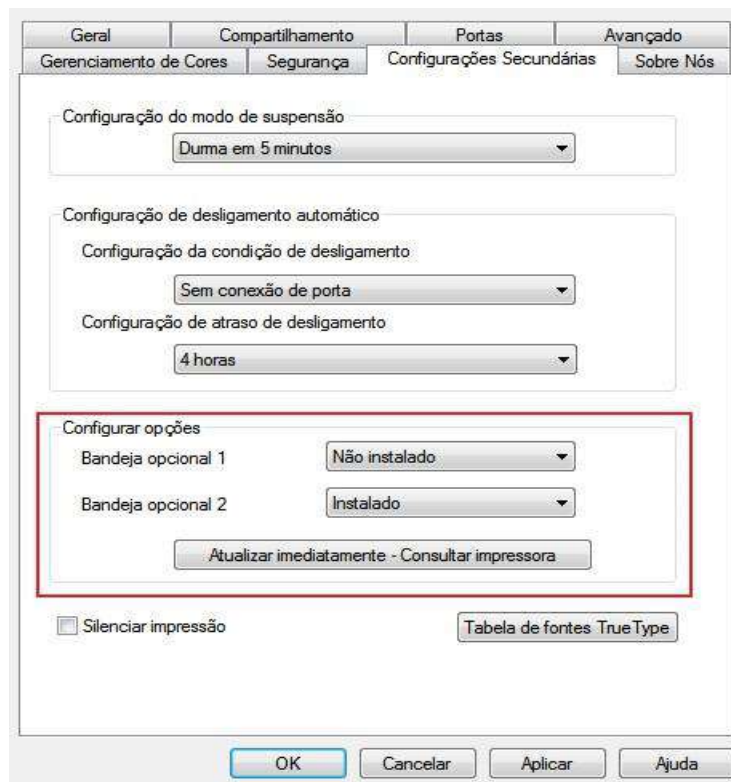 Geral Compartilhamento Portas Avançado
Gerenciamento de Cores Segurança Configurações Secundárias Sobre Nós
Configuração do modo de suspensão
Durma em 5 minutos
Configuração de desligamento automático
Configuração da condição de desligamento
Sem conexão de porta
Configuração de atraso de desligamento
4 horas
Configurar opções
Bandeja opcional 1 Não instalado
Bandeja opcional 2 Instalado
Atualizar imediatamente - Consultar impressora
Silenciar impressão Tabela de fontes TrueType
OK Cancelar Aplicar Ajuda